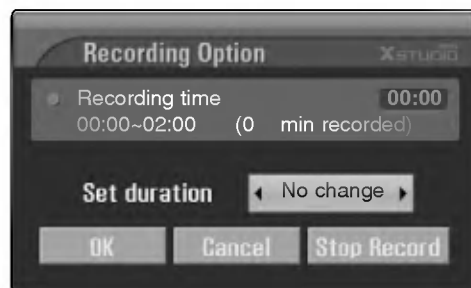 Recording Option XSTUDIO
Recording time 00:00
00:00~02:00 (0 min recorded)
Set duration No change
OK Cancel Stop Record